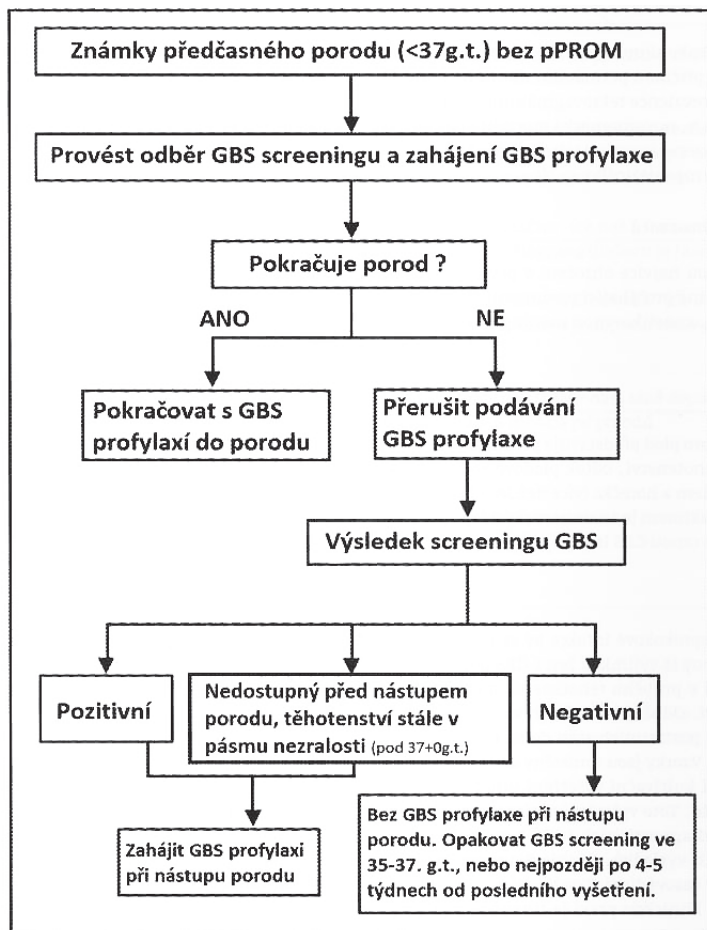 Známky předčasného porodu (<37g.t.) bez pPROM
Provést odběr GBS screeningu a zahájení GBS profylaxe
Pokračuje porod ?
ANO
NE
Pokračovat s GBS
profylaxí do porodu
Přerušit podávání
GBS profylaxe
Výsledek screeningu GBS
Pozitivní
Nedostupný před nástupem
porodu, těhotenství stále v
pásmu nezralosti (pod 37+0g.t.)
Negativní
Zahájit GBS profylaxi
při nástupu porodu
Bez GBS profylaxe při nástupu
porodu. Opakovat GBS screening ve
35-37. g.t., nebo nejpozději po 4-5
týdnech od posledního vyšetření.